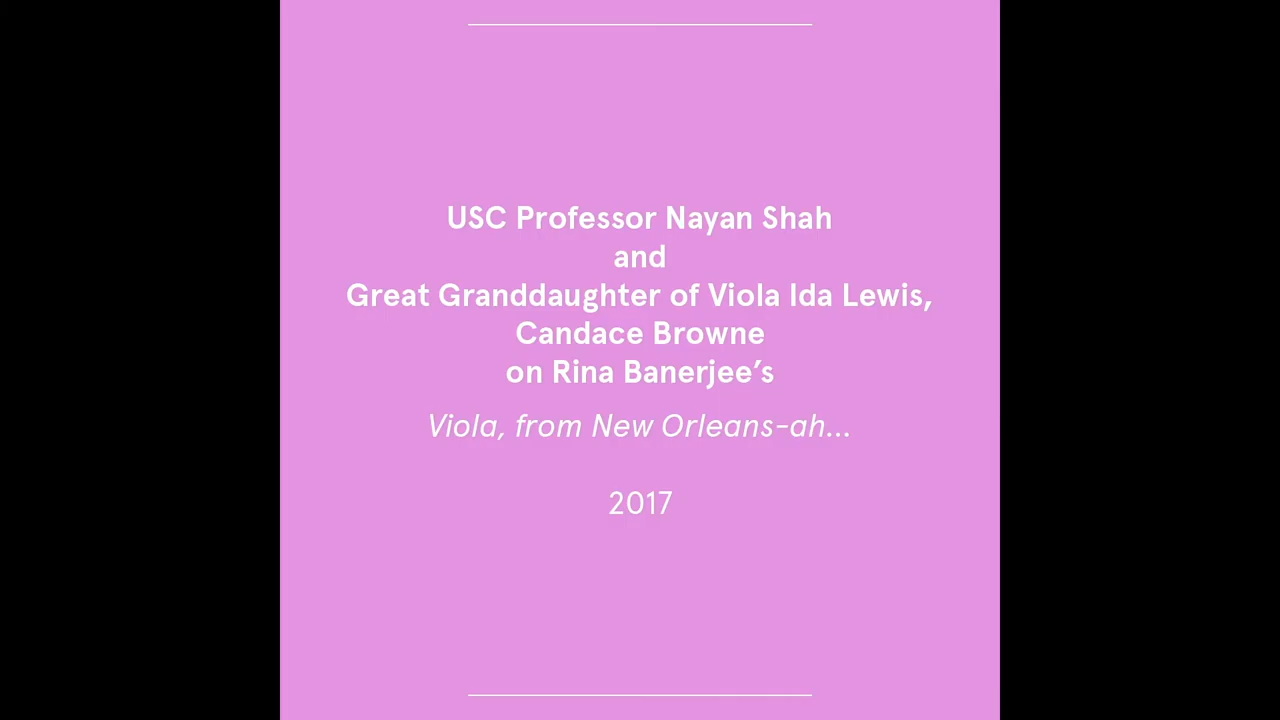 USC Professor Nayan Shah
and
Great Granddaughter of Viola Ida Lewis,
Candace Browne
on Rina Banerjee’s
Viola, from New Orleans-ah...
2017